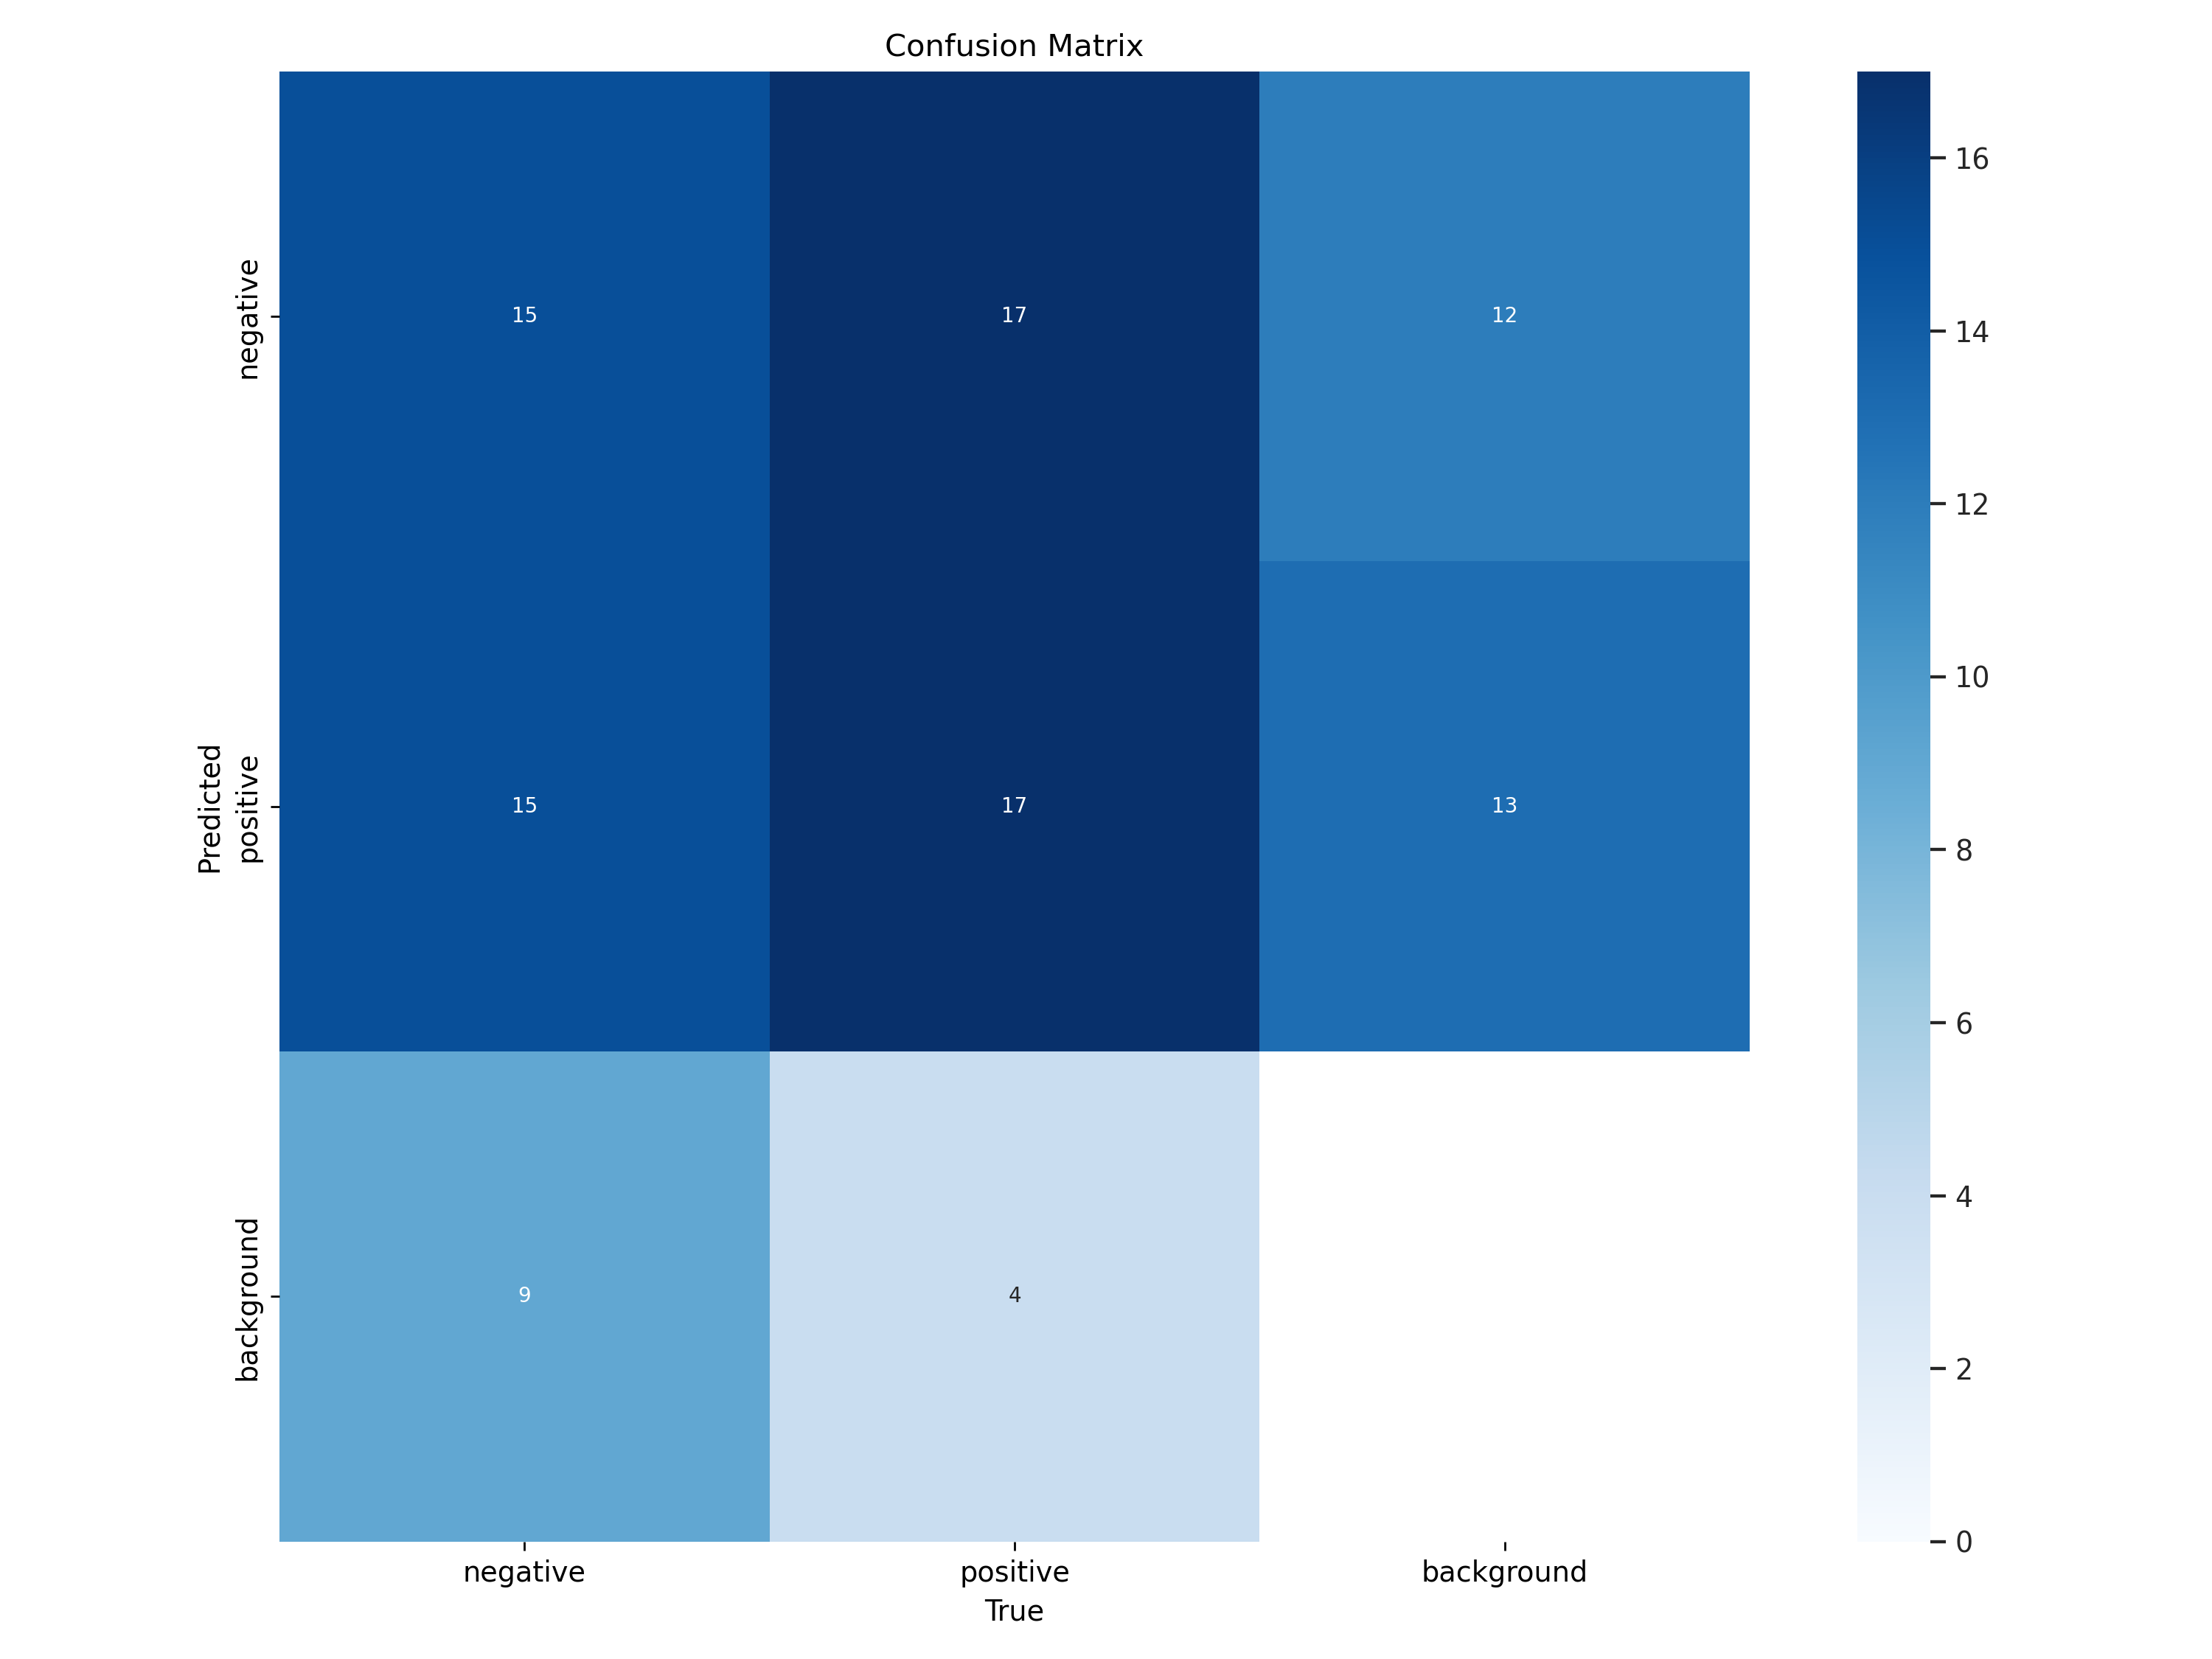 Confusion Matrix
negative
15
17
12
Predicted
positive
15
17
13
background
9
4
negative
positive
background
True
16
14
12
10
8
6
4
2
0